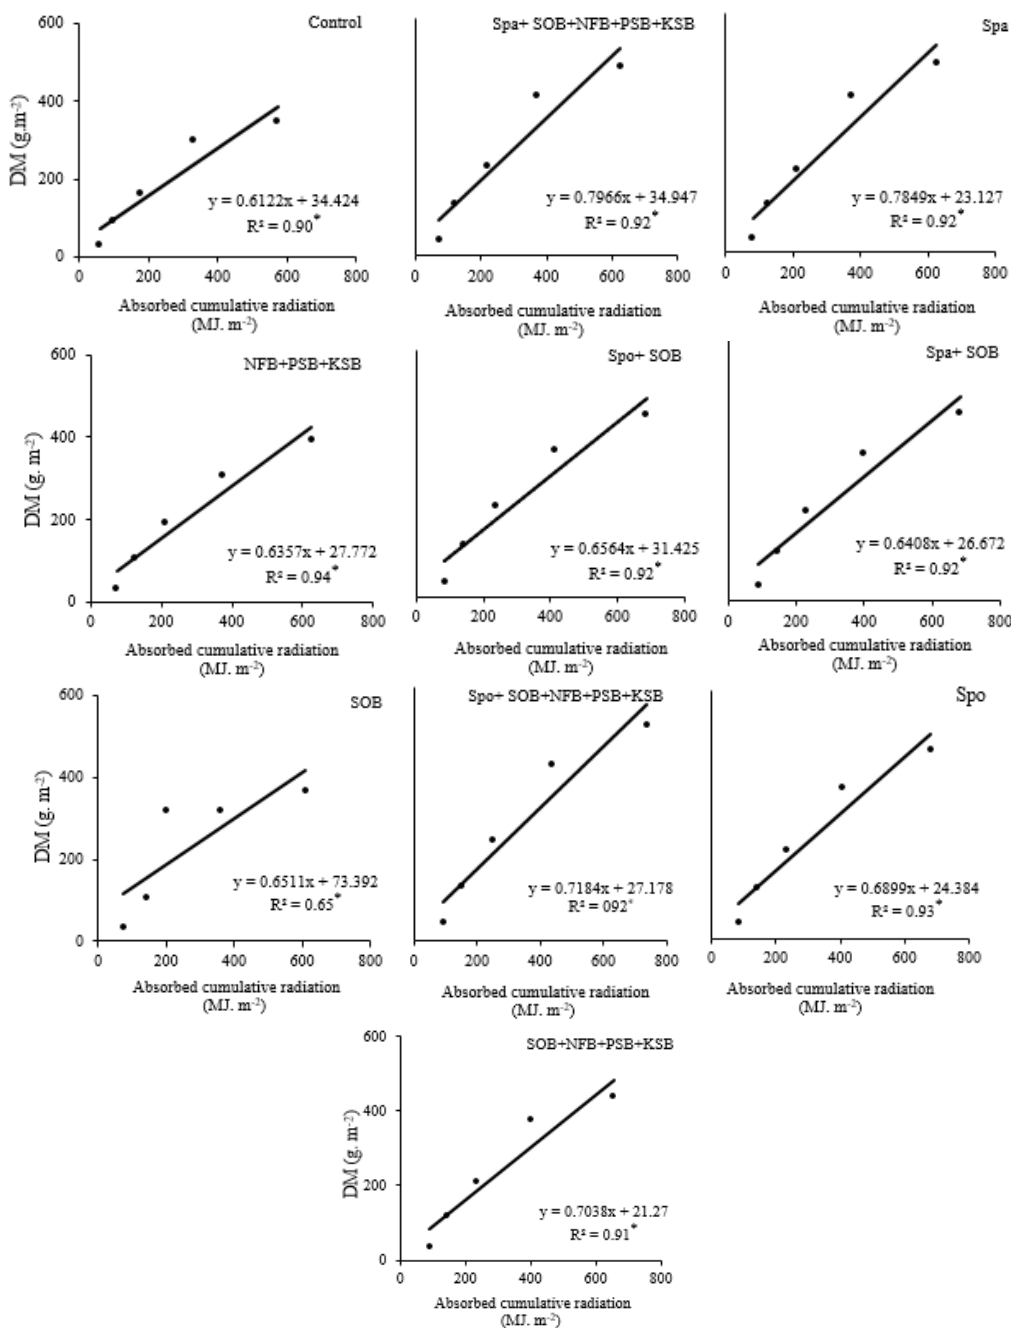 Control
600
400
200
0
DM (g.m-2)
y = 0.6122x + 34.424
R² = 0.90*
0 200 400 600 800
Absorbed cumulative radiation
(MJ. m-2)
Spa+ SOB+NFB+PSB+KSB
y = 0.7966x + 34.947
R² = 0.92*
0 200 400 600 800
Absorbed cumulative radiation
(MJ. m-2)
Spa
y = 0.7849x + 23.127
R² = 0.92*
0 200 400 600 800
Absorbed cumulative radiation
(MJ. m-2)
NFB+PSB+KSB
600
400
200
0
DM (g. m-2)
y = 0.6357x + 27.772
R² = 0.94*
0 200 400 600 800
Absorbed cumulative radiation
(MJ. m-2)
Spo+ SOB
y = 0.6564x + 31.425
R² = 0.92*
0 200 400 600 800
Absorbed cumulative radiation
(MJ. m-2)
Spa+ SOB
y = 0.6408x + 26.672
R² = 0.92*
0 200 400 600 800
Absorbed cumulative radiation
(MJ. m-2)
SOB
600
400
200
0
DM (g. m-2)
y = 0.6511x + 73.392
R² = 0.65*
0 200 400 600 800
Absorbed cumulative radiation
(MJ. m-2)
Spo+ SOB+NFB+PSB+KSB
y = 0.7184x + 27.178
R² = 092*
0 200 400 600 800
Absorbed cumulative radiation
(MJ. m-2)
Spo
y = 0.6899x + 24.384
R² = 0.93*
0 200 400 600 800
Absorbed cumulative radiation
(MJ. m-2)
SOB+NFB+PSB+KSB
600
400
200
0
DM (g. m-2)
y = 0.7038x + 21.27
R² = 0.91*
0 200 400 600 800
Absorbed cumulative radiation
(MJ. m-2)